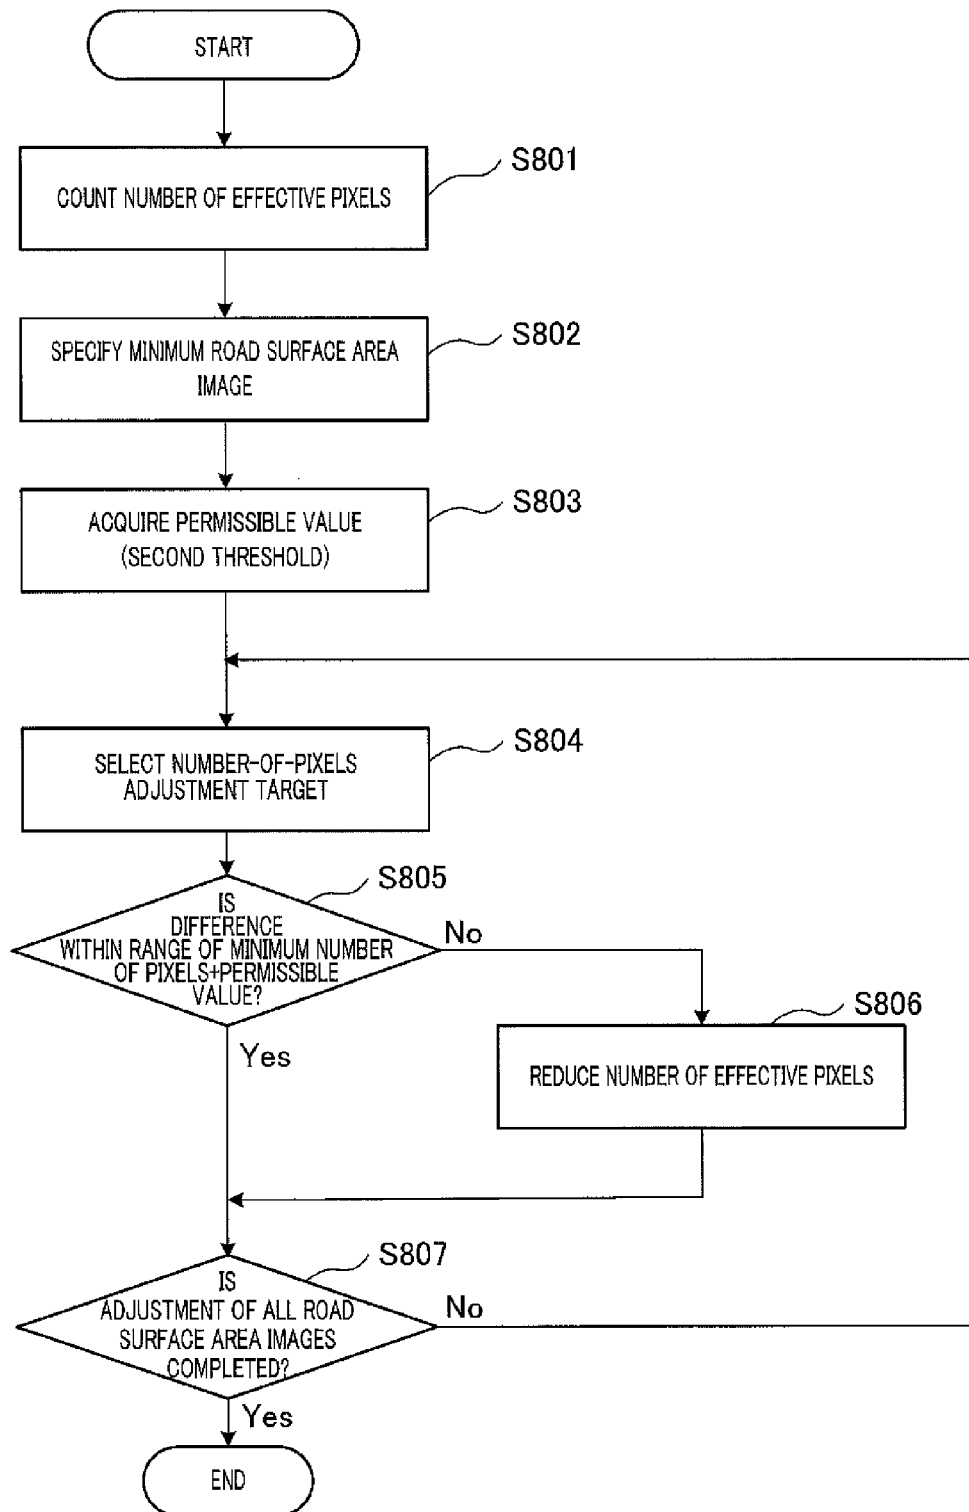 START
S801
COUNT NUMBER OF EFFECTIVE PIXELS
S802
SPECIFY MINIMUM ROAD SURFACE AREA
IMAGE
S803
ACQUIRE PERMISSIBLE VALUE
(SECOND THRESHOLD)
S804
SELECT NUMBER-OF-PIXELS
ADJUSTMENT TARGET
S805
IS
DIFFERENCE
WITHIN RANGE OF MINIMUM NUMBER
OF PIXELS+PERMISSIBLE
VALUE?
No
Yes
S806
REDUCE NUMBER OF EFFECTIVE PIXELS
S807
IS
ADJUSTMENT OF ALL ROAD
SURFACE AREA IMAGES
COMPLETED?
No
Yes
END